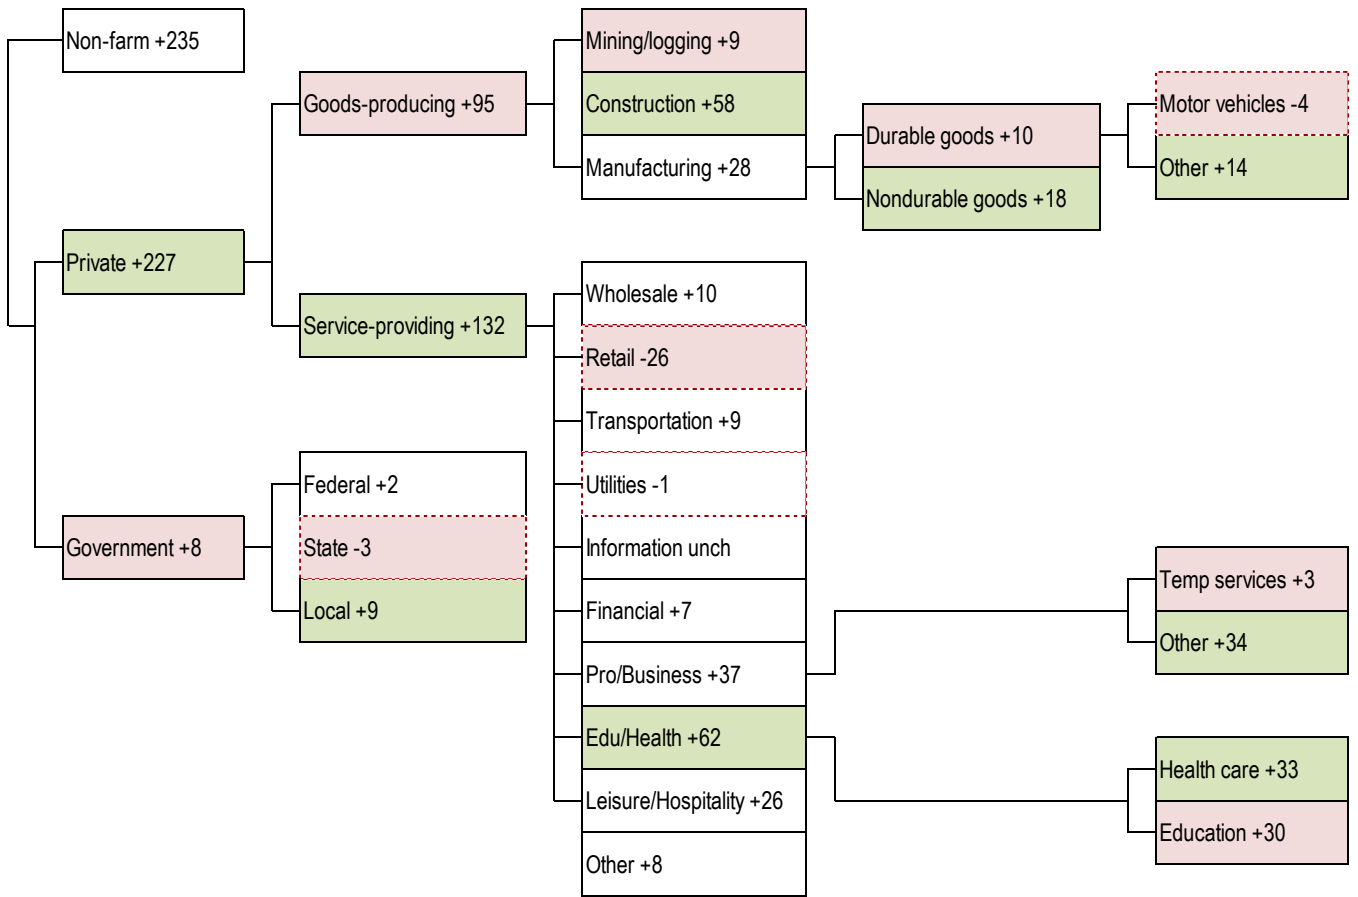 Non-farm +235
Private +227
Government +8
Goods-producing +95
Service-providing +132
Federal +2
State -3
Local +9
Mining/logging +9
Construction +58
Manufacturing +28
Wholesale +10
Retail -26
Transportation +9
Utilities -1
Information unch
Financial +7
Pro/Business +37
Edu/Health +62
Leisure/Hospitality +26
Other +8
Durable goods +10
Nondurable goods +18
Motor vehicles -4
Other +14
Temp services +3
Other +34
Health care +33
Education +30